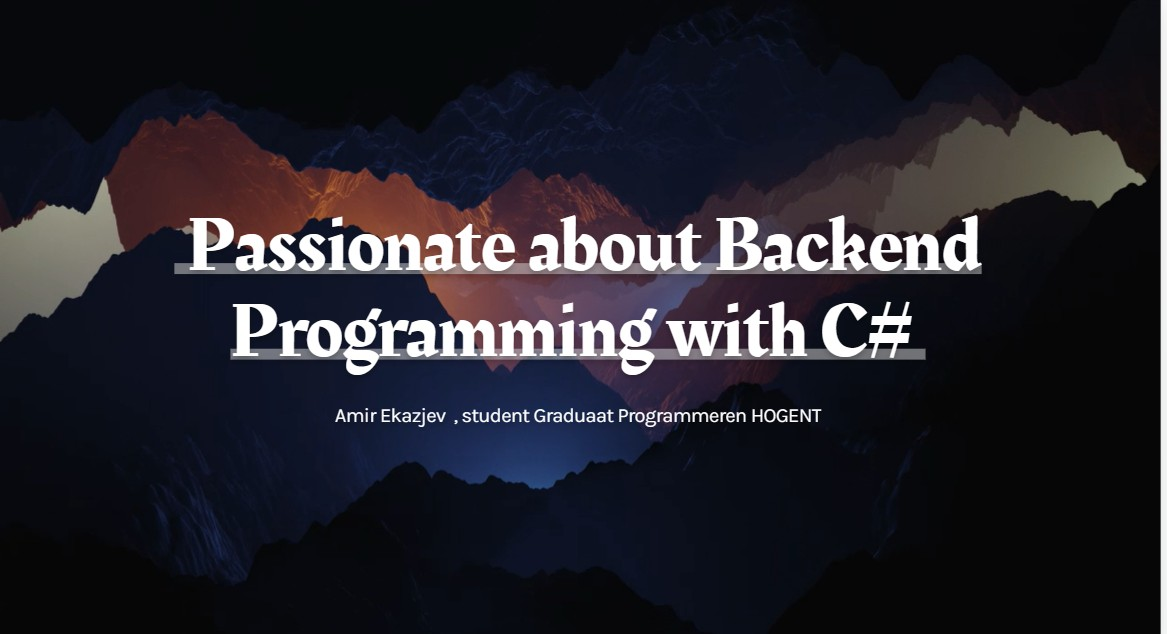 Passionate about Backend
Programming with C#
Amir Ekazjev , student Graduaat Programmeren HOGENT